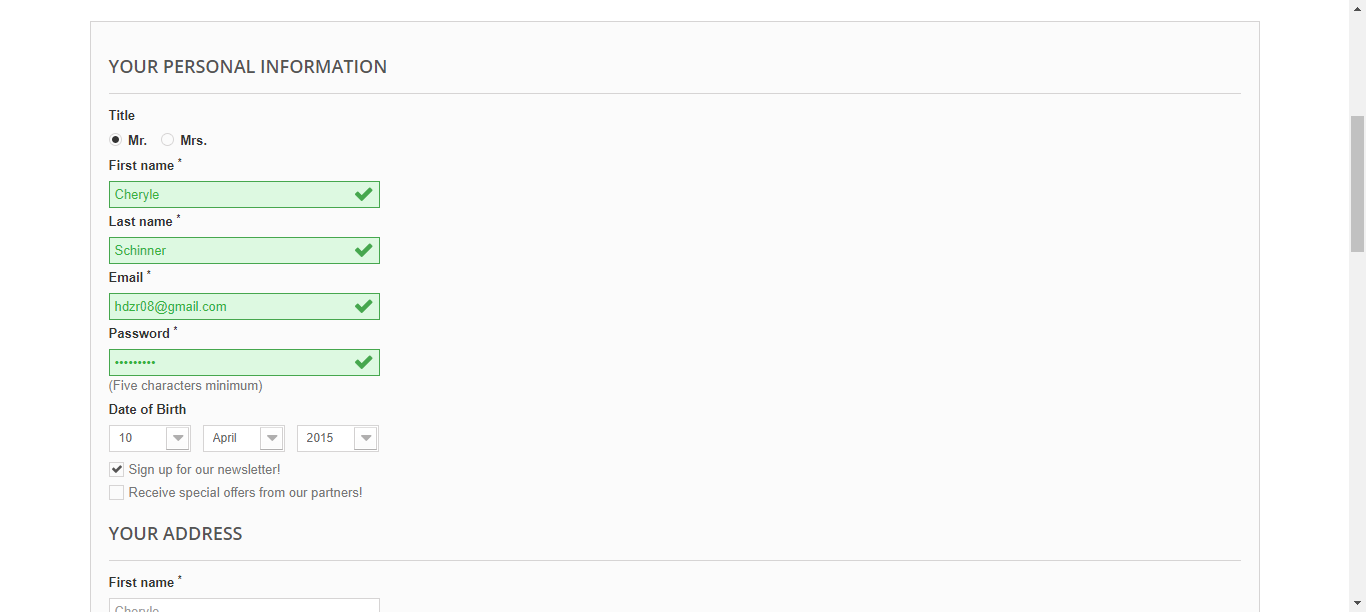 YOUR PERSONAL INFORMATION
Title
Mr. Mrs.
First name *
Cheryle
Last name *
Schinner
Email *
hdzr08@gmail.com
Password *
•••••••••
(Five characters minimum)
Date of Birth
10 April 2015
Sign up for our newsletter!
Receive special offers from our partners!
YOUR ADDRESS
First name *
Cheryle